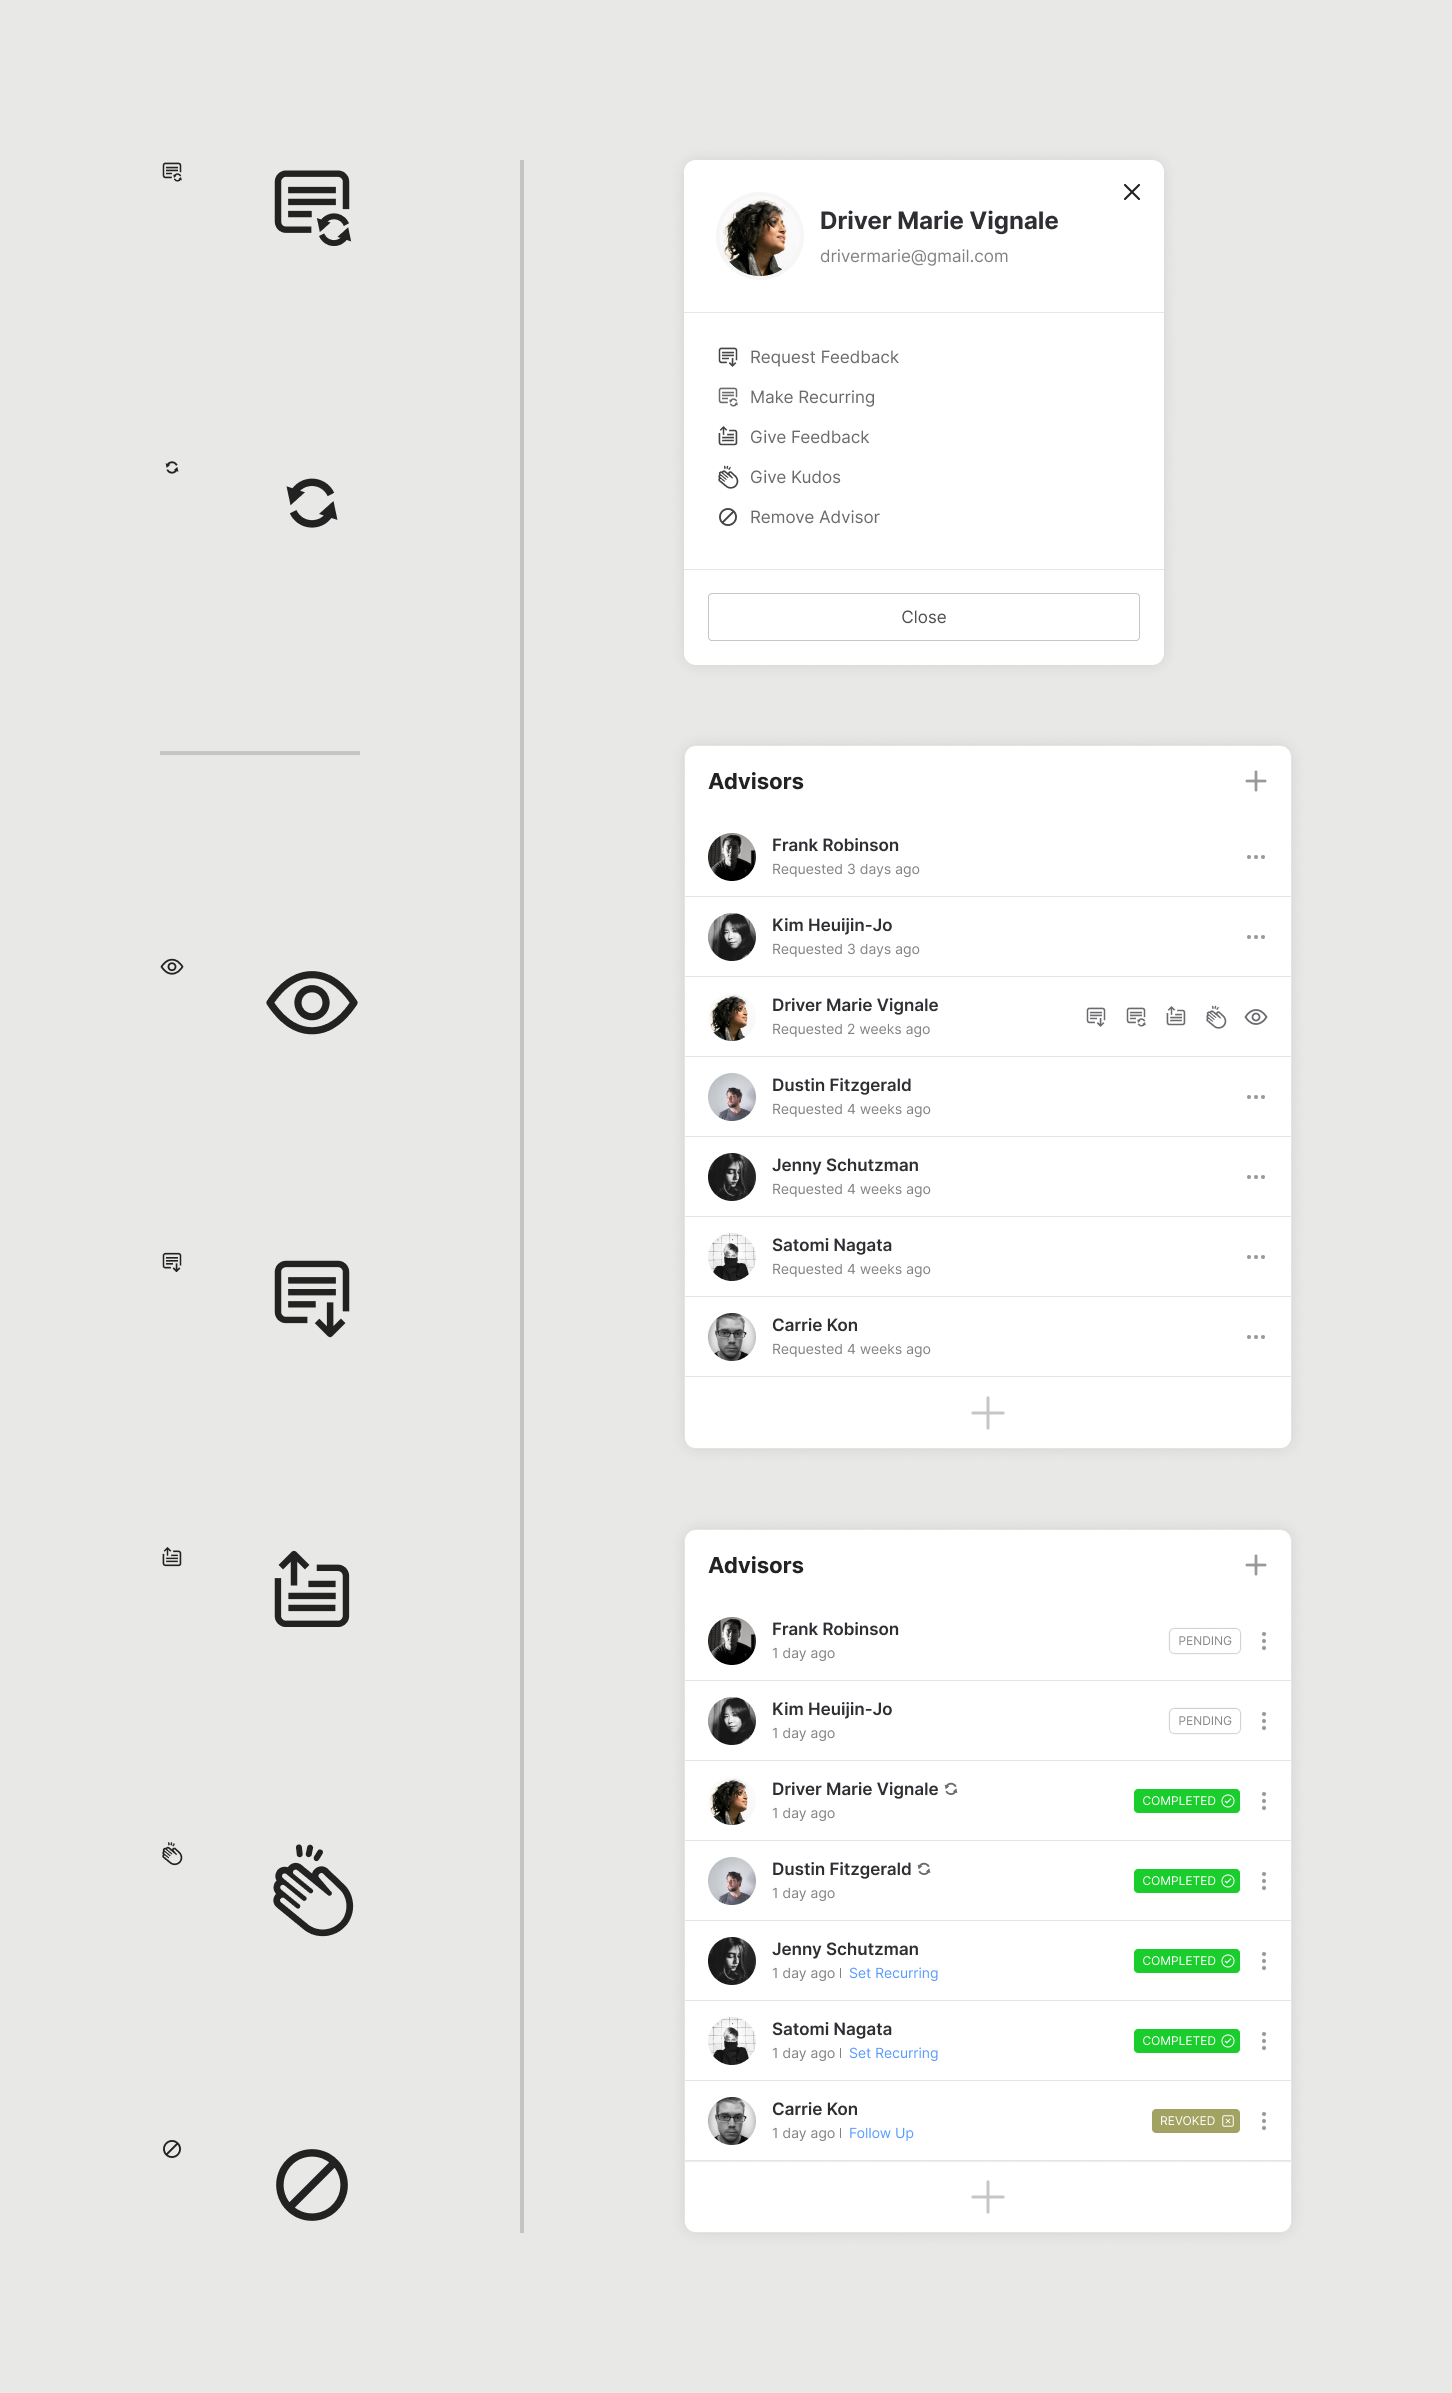 Driver Marie Vignale
drivermarie@gmail.com
Request Feedback
Make Recurring
Give Feedback
Give Kudos
Remove Advisor
Close
Advisors
Frank Robinson
Requested 3 days ago
Kim Heuijin-Jo
Requested 3 days ago
Driver Marie Vignale
Requested 2 weeks ago
Dustin Fitzgerald
Requested 4 weeks ago
Jenny Schutzman
Requested 4 weeks ago
Satomi Nagata
Requested 4 weeks ago
Carrie Kon
Requested 4 weeks ago
Advisors
Frank Robinson
1 day ago
PENDING
Kim Heuijin-Jo
1 day ago
PENDING
Driver Marie Vignale
1 day ago
COMPLETED
Dustin Fitzgerald
1 day ago
COMPLETED
Jenny Schutzman
1 day ago | Set Recurring
COMPLETED
Satomi Nagata
1 day ago | Set Recurring
COMPLETED
Carrie Kon
1 day ago | Follow Up
REVOKED